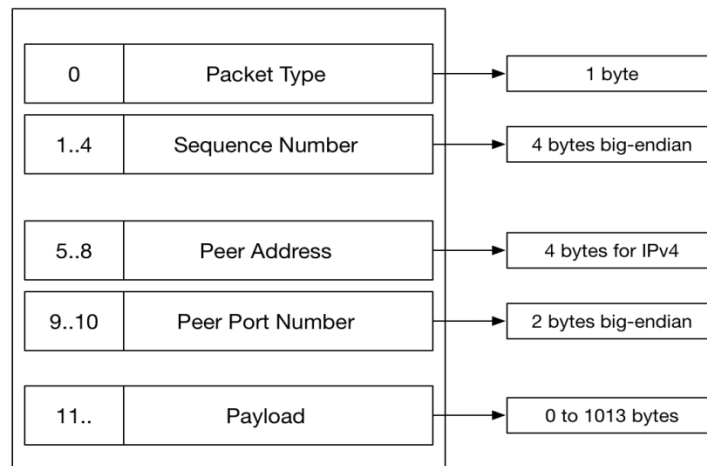 0 Packet Type 1 byte
1..4 Sequence Number 4 bytes big-endian
5..8 Peer Address 4 bytes for IPv4
9..10 Peer Port Number 2 bytes big-endian
11.. Payload 0 to 1013 bytes